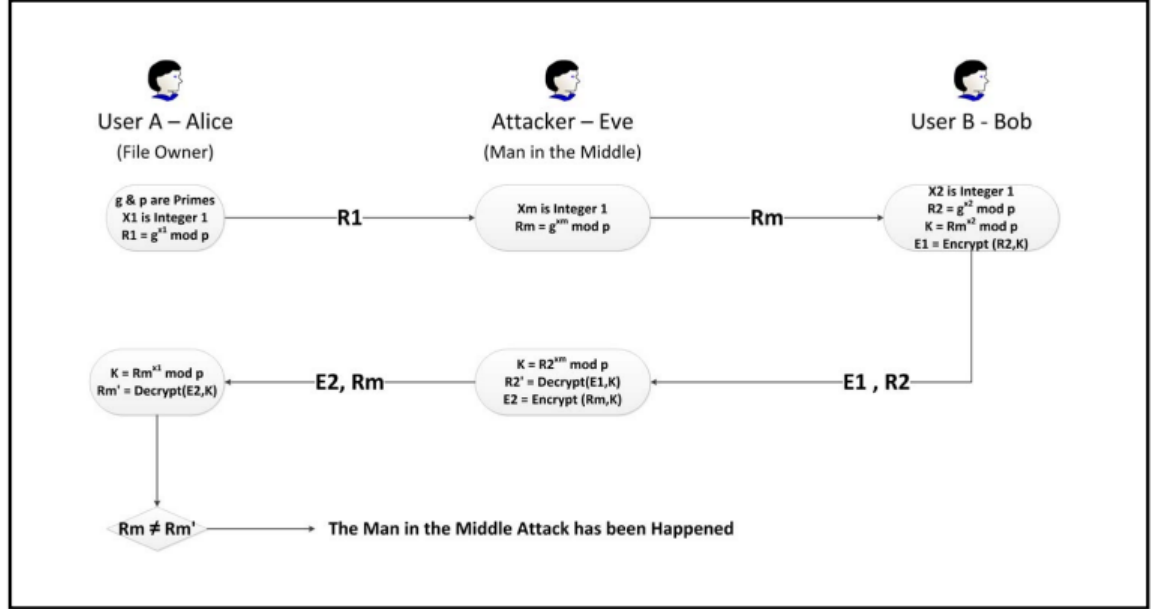 User A – Alice
(File Owner)
Attacker – Eve
(Man in the Middle)
User B - Bob
g & p are Primes
X1 is Integer 1
R1 = g^x1 mod p
R1
Xm is Integer 1
Rm = g^xm mod p
Rm
X2 is Integer 1
R2 = g^x2 mod p
K = Rm^x2 mod p
E1 = Encrypt (R2,K)
K = Rm^x1 mod p
Rm' = Decrypt(E2,K)
E2, Rm
K = R2^xm mod p
R2' = Decrypt(E1,K)
E2 = Encrypt (Rm,K)
E1 , R2
Rm ≠ Rm'
The Man in the Middle Attack has been Happened